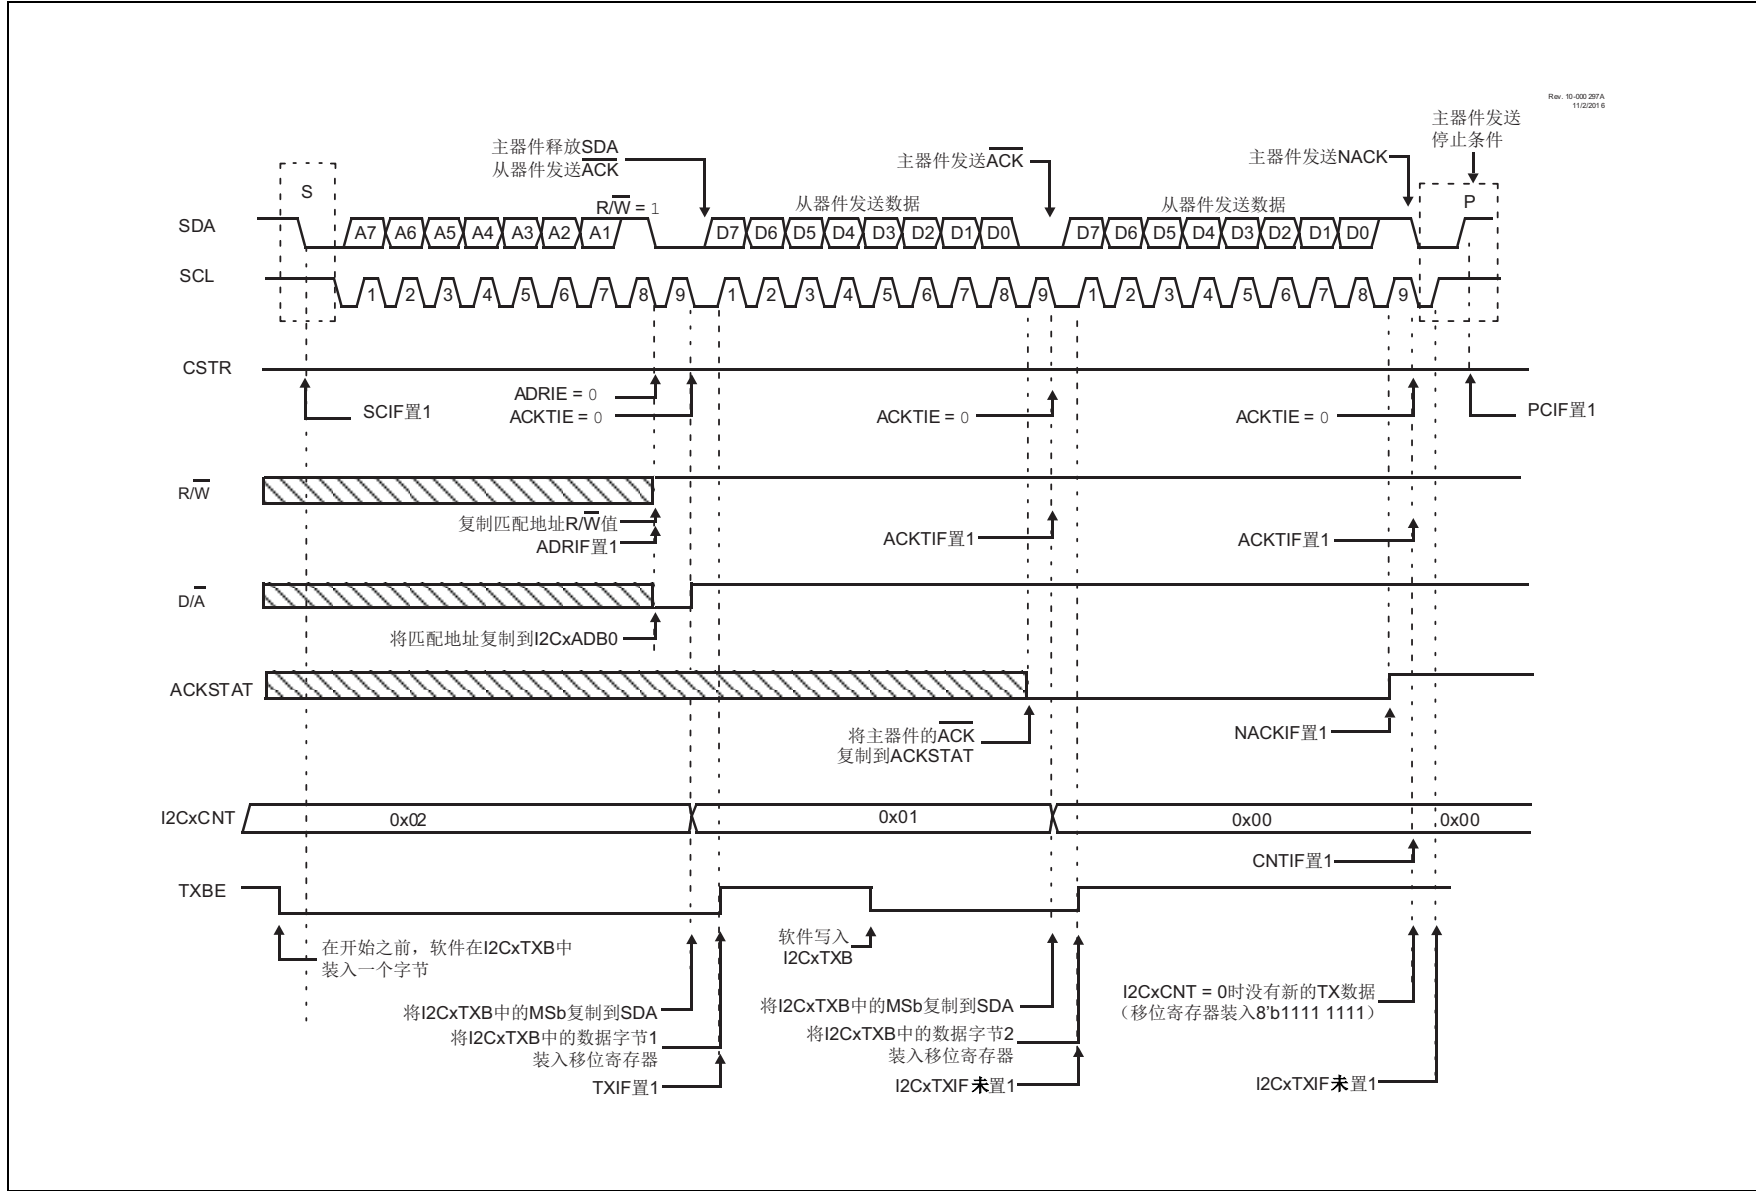 Rev. 10-000 297A
11/2/2016
主器件发送
停止条件
主器件释放SDA
从器件发送A̅C̅K̅
主器件发送A̅C̅K̅
主器件发送NACK
S
R/W̅ = 1
从器件发送数据
从器件发送数据
P
SDA
A7 A6 A5 A4 A3 A2 A1 D7 D6 D5 D4 D3 D2 D1 D0 D7 D6 D5 D4 D3 D2 D1 D0
SCL
1 2 3 4 5 6 7 8 9 1 2 3 4 5 6 7 8 9 1 2 3 4 5 6 7 8 9
CSTR
SCIF置1
ADRIE = 0
ACKTIE = 0
ACKTIE = 0
ACKTIE = 0
PCIF置1
R/W̅
复制匹配地址R/W̅值
ADRIF置1
ACKTIF置1
ACKTIF置1
D/A̅
将匹配地址复制到I2CxADB0
ACKSTAT
将主器件的A̅C̅K̅
复制到ACKSTAT
NACKIF置1
I2CxCNT
0x02
0x01
0x00
0x00
CNTIF置1
TXBE
在开始之前，软件在I2CxTXB中
装入一个字节
软件写入
I2CxTXB
将I2CxTXB中的MSb复制到SDA
将I2CxTXB中的数据字节1
装入移位寄存器
TXIF置1
将I2CxTXB中的MSb复制到SDA
将I2CxTXB中的数据字节2
装入移位寄存器
I2CxTXIF未置1
I2CxCNT = 0时没有新的TX数据
（移位寄存器装入8'b1111 1111）
I2CxTXIF未置1